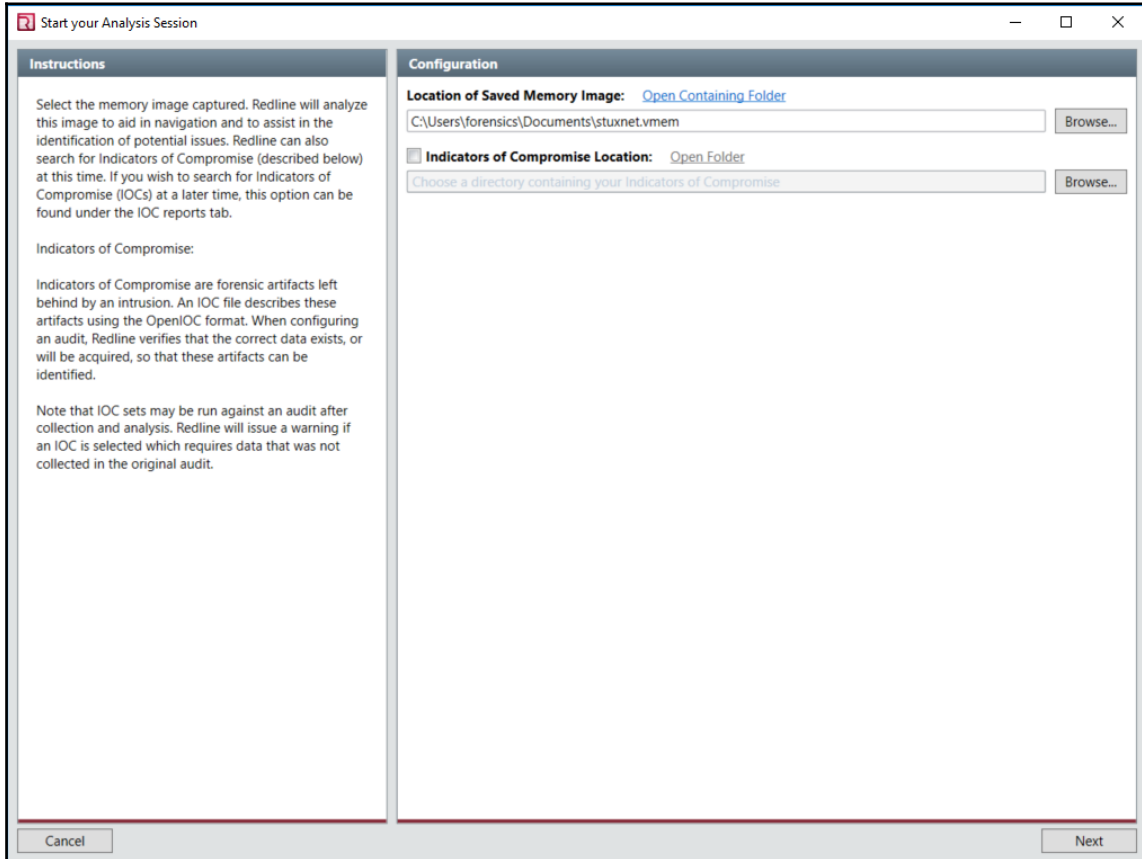 Start your Analysis Session
Instructions
Select the memory image captured. Redline will analyze
this image to aid in navigation and to assist in the
identification of potential issues. Redline can also
search for Indicators of Compromise (described below)
at this time. If you wish to search for Indicators of
Compromise (IOCs) at a later time, this option can be
found under the IOC reports tab.
Indicators of Compromise:
Indicators of Compromise are forensic artifacts left
behind by an intrusion. An IOC file describes these
artifacts using the OpenIOC format. When configuring
an audit, Redline verifies that the correct data exists, or
will be acquired, so that these artifacts can be
identified.
Note that IOC sets may be run against an audit after
collection and analysis. Redline will issue a warning if
an IOC is selected which requires data that was not
collected in the original audit.
Configuration
Location of Saved Memory Image: Open Containing Folder
C:\Users\forensics\Documents\stuxnet.vmem Browse...
Indicators of Compromise Location: Open Folder
Choose a directory containing your Indicators of Compromise Browse...
Cancel Next